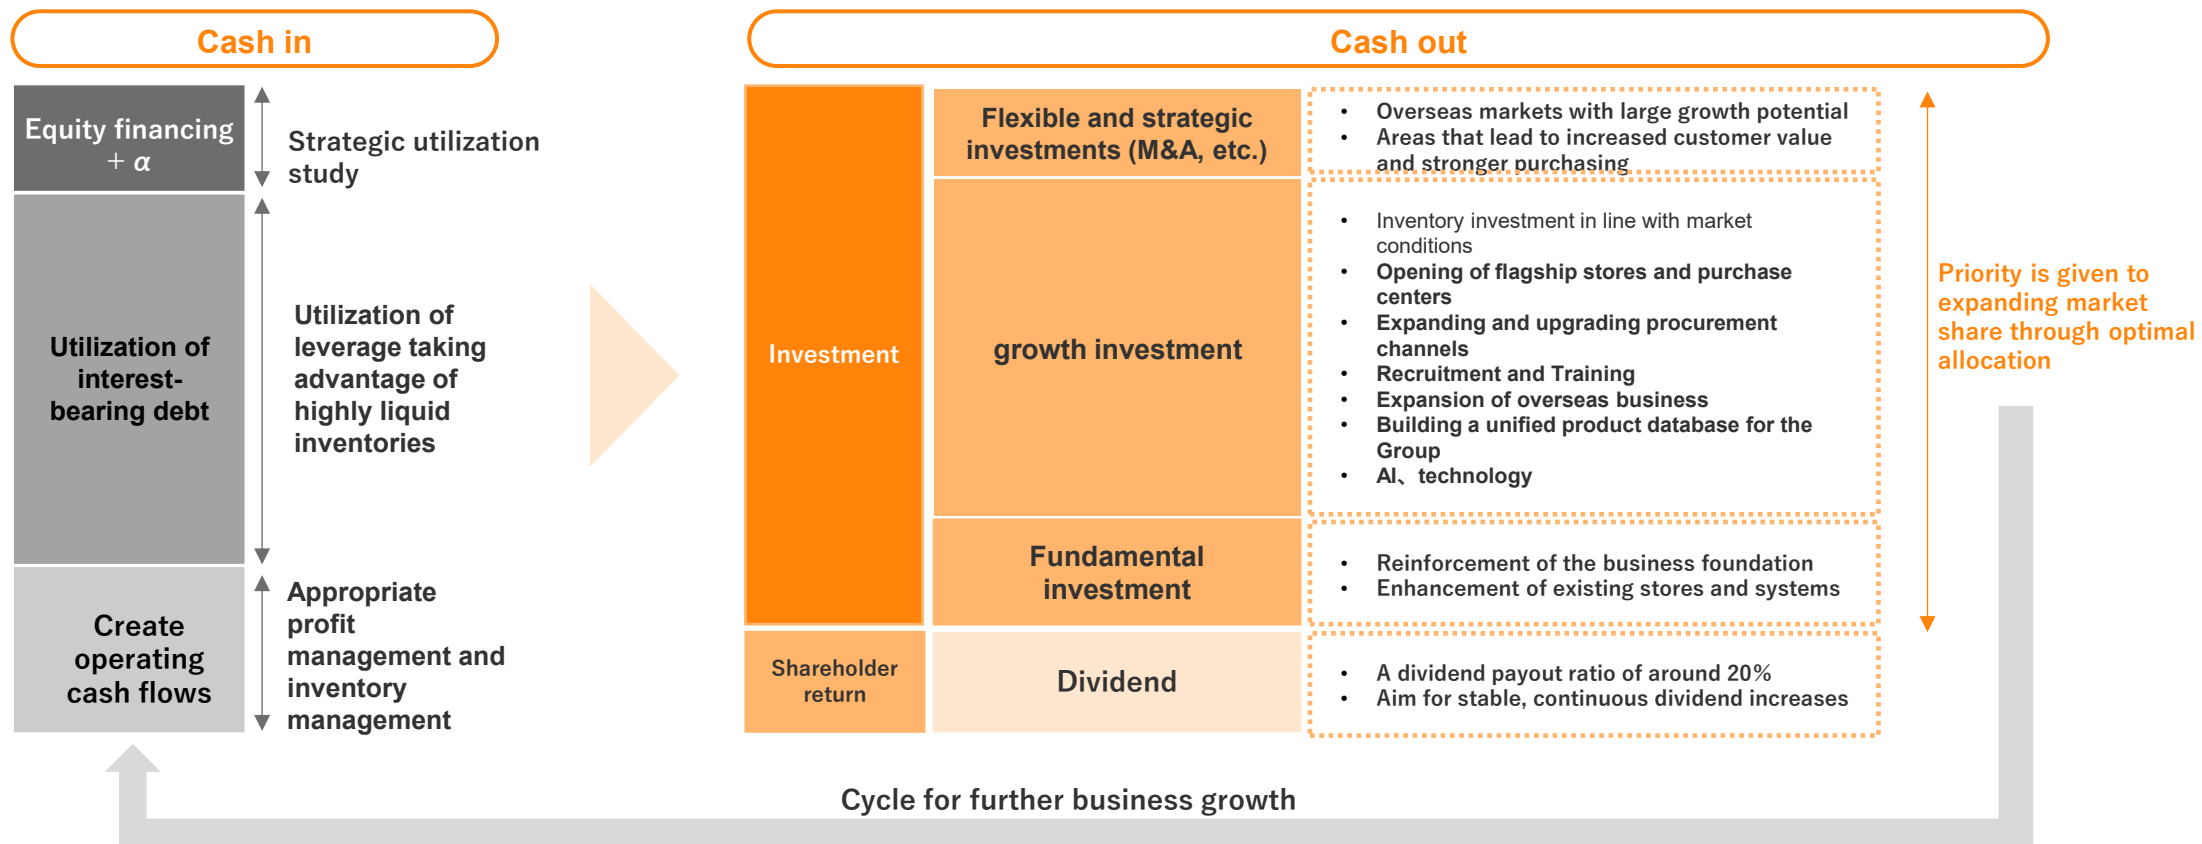 Cash in
Cash out
Equity financing
+ α
Strategic utilization
study
Utilization of
interest-
bearing debt
Utilization of
leverage taking
advantage of
highly liquid
inventories
Create
operating
cash flows
Appropriate
profit
management and
inventory
management
Investment
Flexible and strategic
investments (M&A, etc.)
• Overseas markets with large growth potential
• Areas that lead to increased customer value
and stronger purchasing
growth investment
• Inventory investment in line with market
conditions
• Opening of flagship stores and purchase
centers
• Expanding and upgrading procurement
channels
• Recruitment and Training
• Expansion of overseas business
• Building a unified product database for the
Group
• AI、technology
Fundamental
investment
• Reinforcement of the business foundation
• Enhancement of existing stores and systems
Shareholder
return
Dividend
• A dividend payout ratio of around 20%
• Aim for stable, continuous dividend increases
Priority is given to
expanding market
share through optimal
allocation
Cycle for further business growth